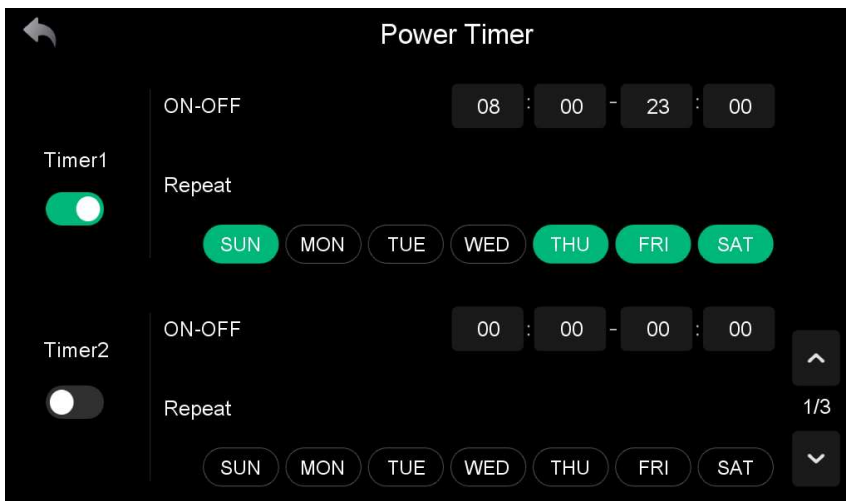 Power Timer
ON-OFF 08 : 00 - 23 : 00
Timer1
Repeat
SUN MON TUE WED THU FRI SAT
ON-OFF 00 : 00 - 00 : 00
Timer2
Repeat
1/3
SUN MON TUE WED THU FRI SAT